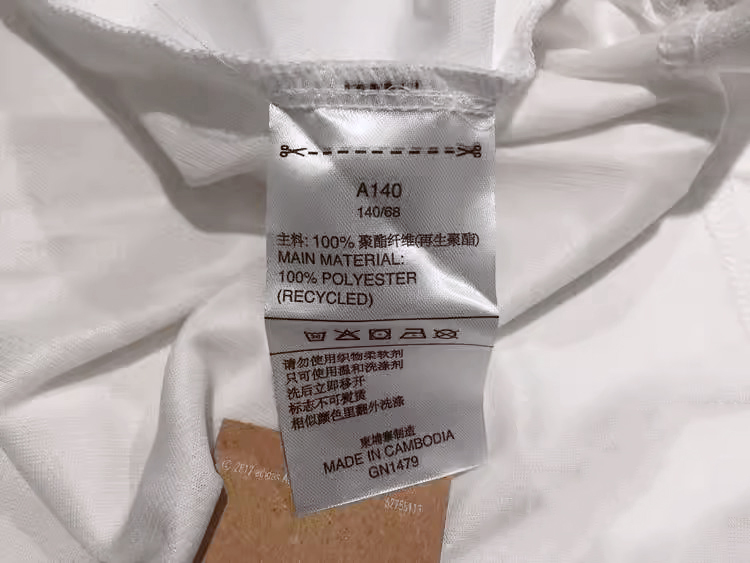 A140
140/68
主料: 100% 聚酯纤维(再生聚酯)
MAIN MATERIAL:
100% POLYESTER
(RECYCLED)
请勿使用织物柔软剂
只可使用温和洗涤剂
洗后立即移开
标志不可熨烫
相似颜色里翻外洗涤
柬埔寨制造
MADE IN CAMBODIA
GN1479
© 2017 adidas